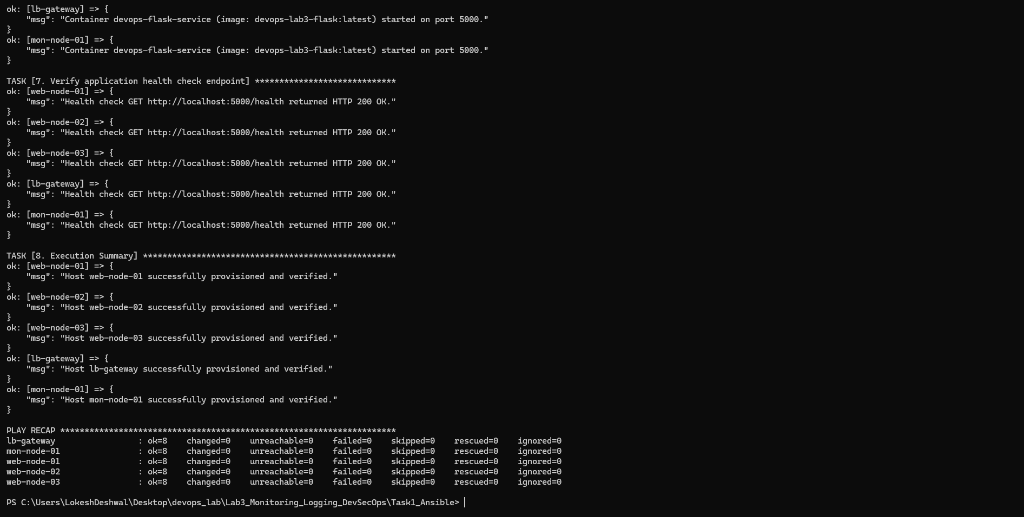 ok: [lb-gateway] => {
    "msg": "Container devops-flask-service (image: devops-lab3-flask:latest) started on port 5000."
}
ok: [mon-node-01] => {
    "msg": "Container devops-flask-service (image: devops-lab3-flask:latest) started on port 5000."
}

TASK [7. Verify application health check endpoint] *****************************
ok: [web-node-01] => {
    "msg": "Health check GET http://localhost:5000/health returned HTTP 200 OK."
}
ok: [web-node-02] => {
    "msg": "Health check GET http://localhost:5000/health returned HTTP 200 OK."
}
ok: [web-node-03] => {
    "msg": "Health check GET http://localhost:5000/health returned HTTP 200 OK."
}
ok: [lb-gateway] => {
    "msg": "Health check GET http://localhost:5000/health returned HTTP 200 OK."
}
ok: [mon-node-01] => {
    "msg": "Health check GET http://localhost:5000/health returned HTTP 200 OK."
}

TASK [8. Execution Summary] ****************************************************
ok: [web-node-01] => {
    "msg": "Host web-node-01 successfully provisioned and verified."
}
ok: [web-node-02] => {
    "msg": "Host web-node-02 successfully provisioned and verified."
}
ok: [web-node-03] => {
    "msg": "Host web-node-03 successfully provisioned and verified."
}
ok: [lb-gateway] => {
    "msg": "Host lb-gateway successfully provisioned and verified."
}
ok: [mon-node-01] => {
    "msg": "Host mon-node-01 successfully provisioned and verified."
}

PLAY RECAP *********************************************************************
lb-gateway                 : ok=8    changed=0    unreachable=0    failed=0    skipped=0    rescued=0    ignored=0
mon-node-01                : ok=8    changed=0    unreachable=0    failed=0    skipped=0    rescued=0    ignored=0
web-node-01                : ok=8    changed=0    unreachable=0    failed=0    skipped=0    rescued=0    ignored=0
web-node-02                : ok=8    changed=0    unreachable=0    failed=0    skipped=0    rescued=0    ignored=0
web-node-03                : ok=8    changed=0    unreachable=0    failed=0    skipped=0    rescued=0    ignored=0

PS C:\Users\LokeshDeshwal\Desktop\devops_lab\Lab3_Monitoring_Logging_DevSecOps\Task1_Ansible>